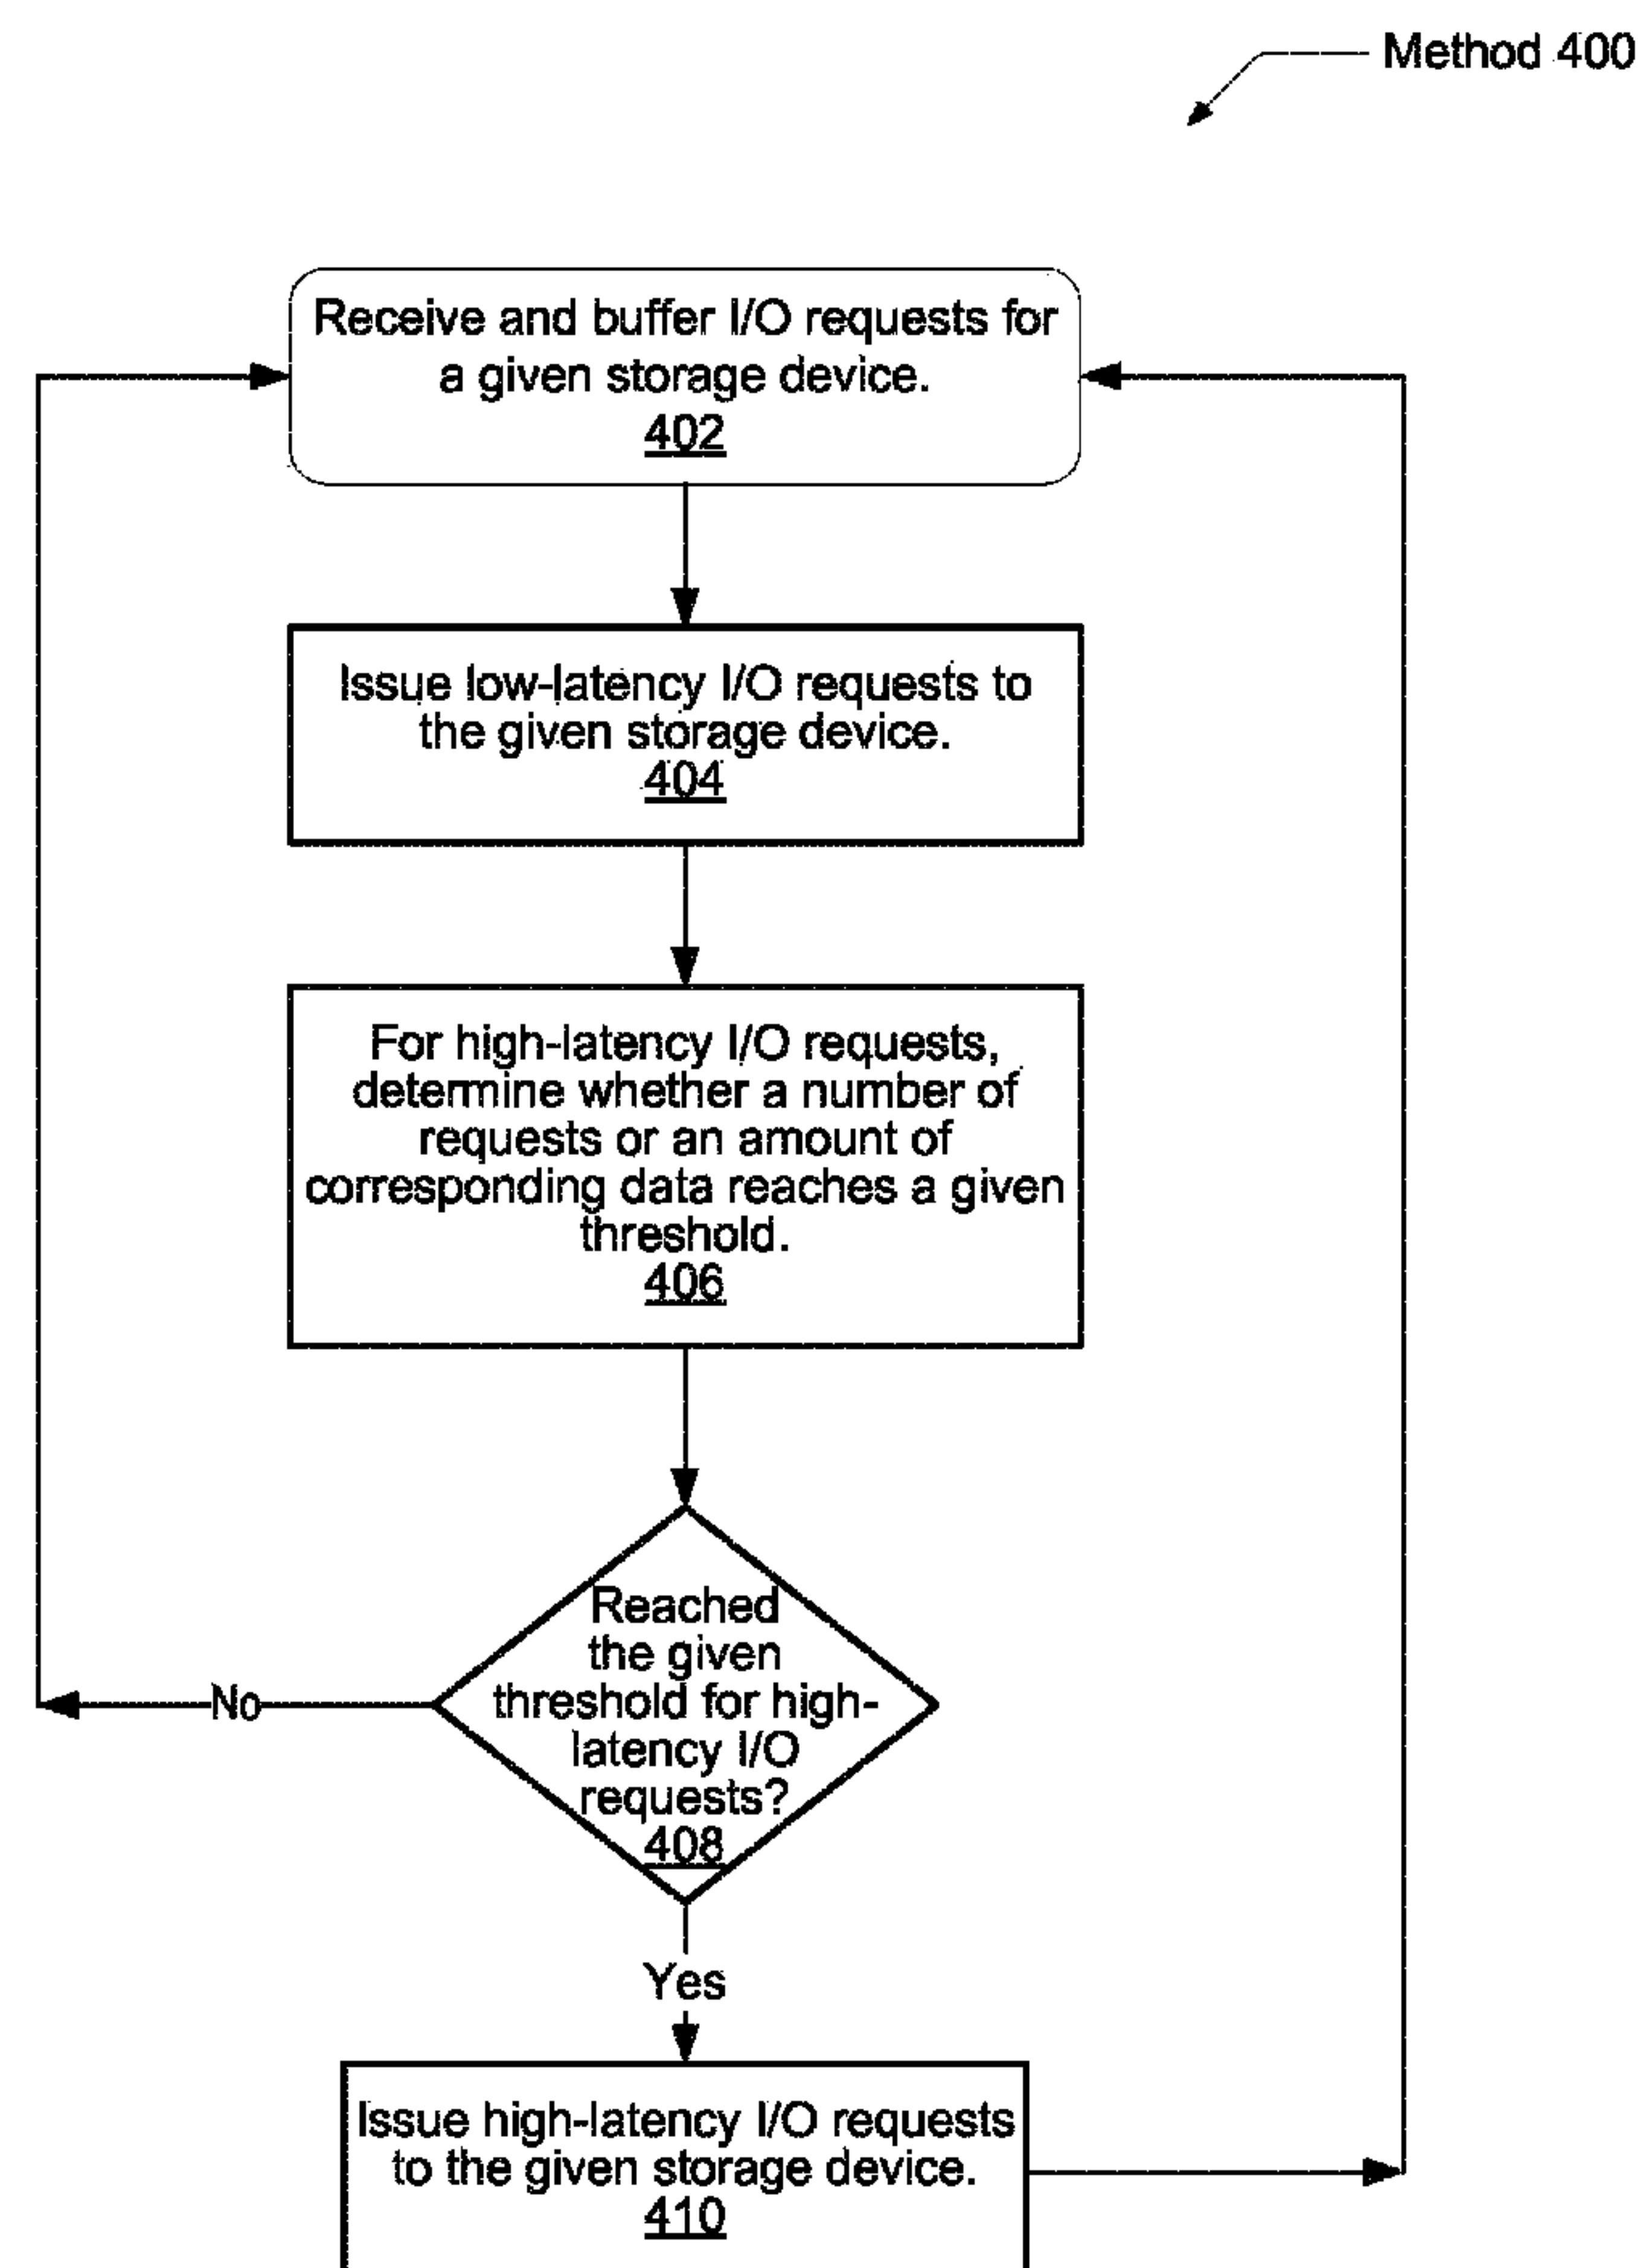 Method 400
Receive and buffer I/O requests for
a given storage device.
402
Issue low-latency I/O requests to
the given storage device.
404
For high-latency I/O requests,
determine whether a number of
requests or an amount of
corresponding data reaches a given
threshold.
406
Reached
the given
threshold for high-
latency I/O
requests?
408
No
Yes
Issue high-latency I/O requests
to the given storage device.
410